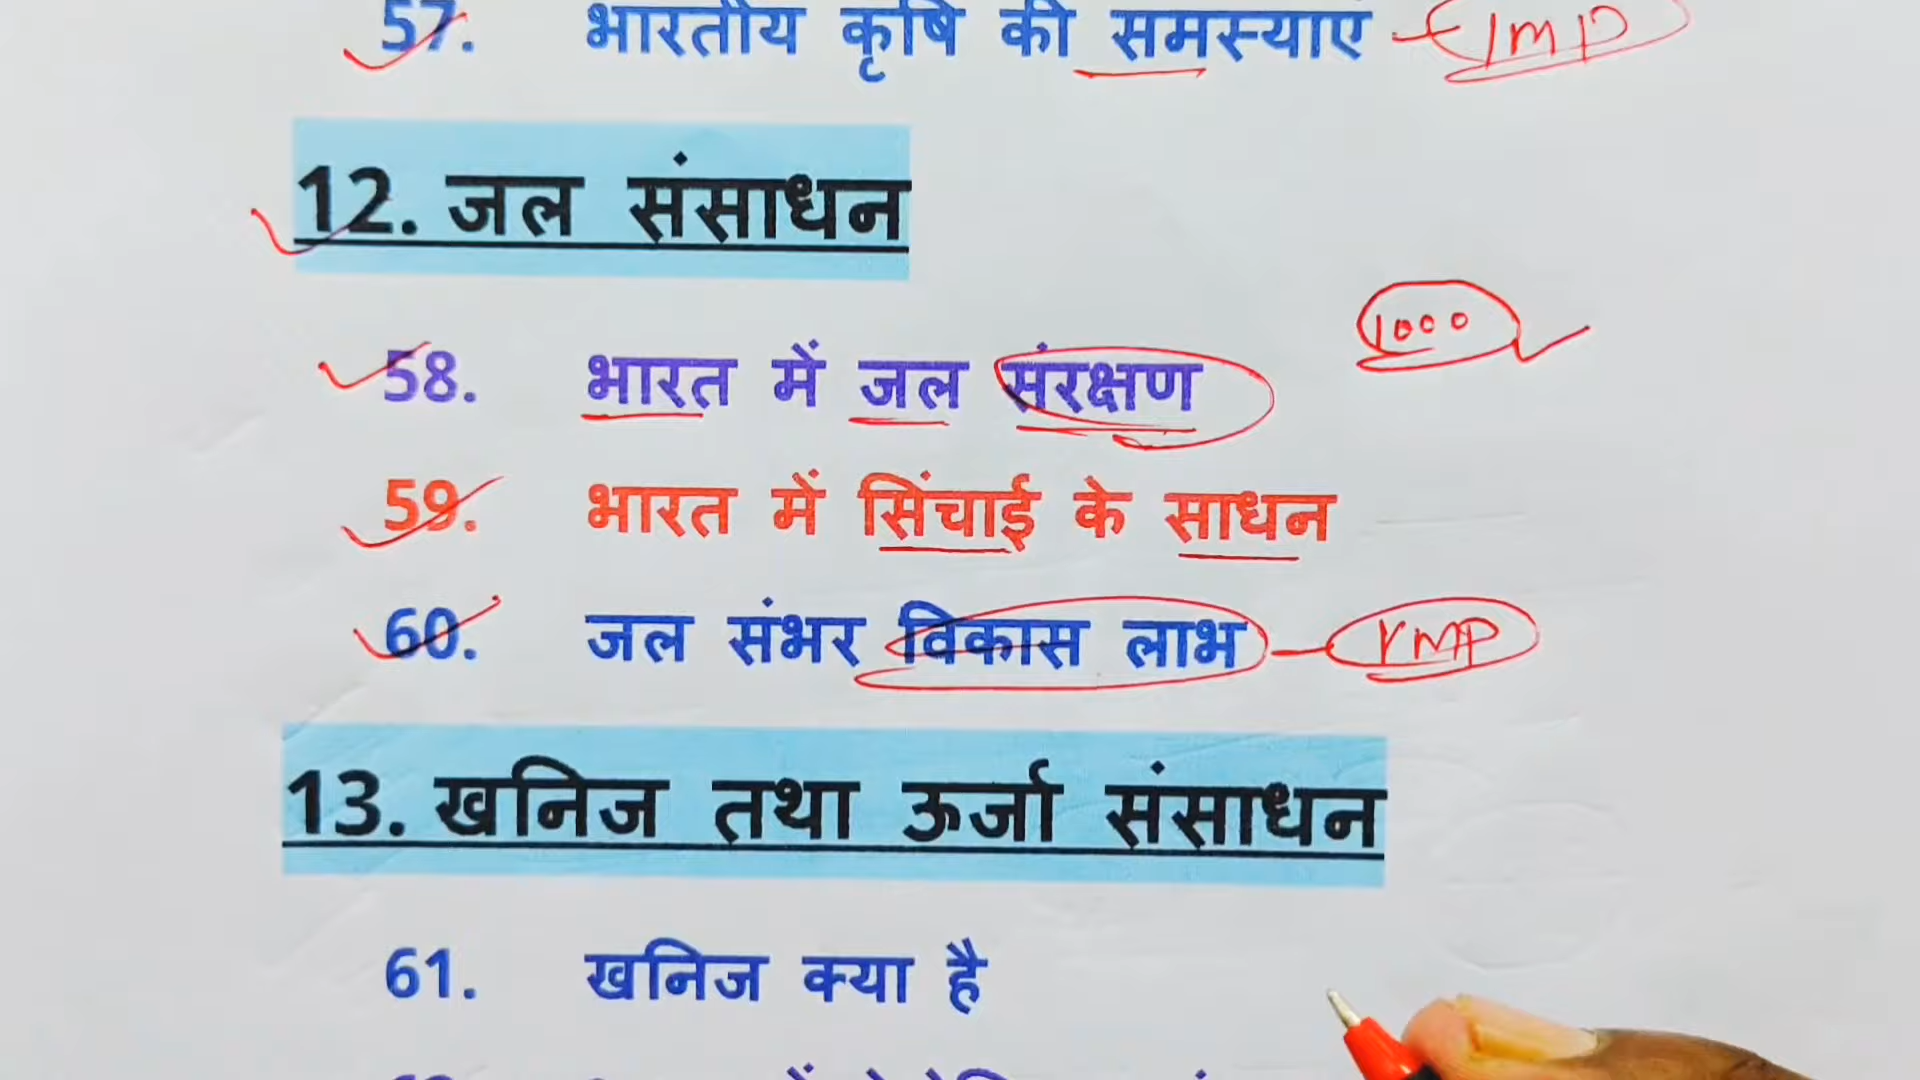 57. भारतीय कृषि की समस्याएं IMP
12. जल संसाधन
1000
58. भारत में जल संरक्षण
59. भारत में सिंचाई के साधन
60. जल संभर विकास लाभ
13. खनिज तथा ऊर्जा संसाधन
61. खनिज क्या है